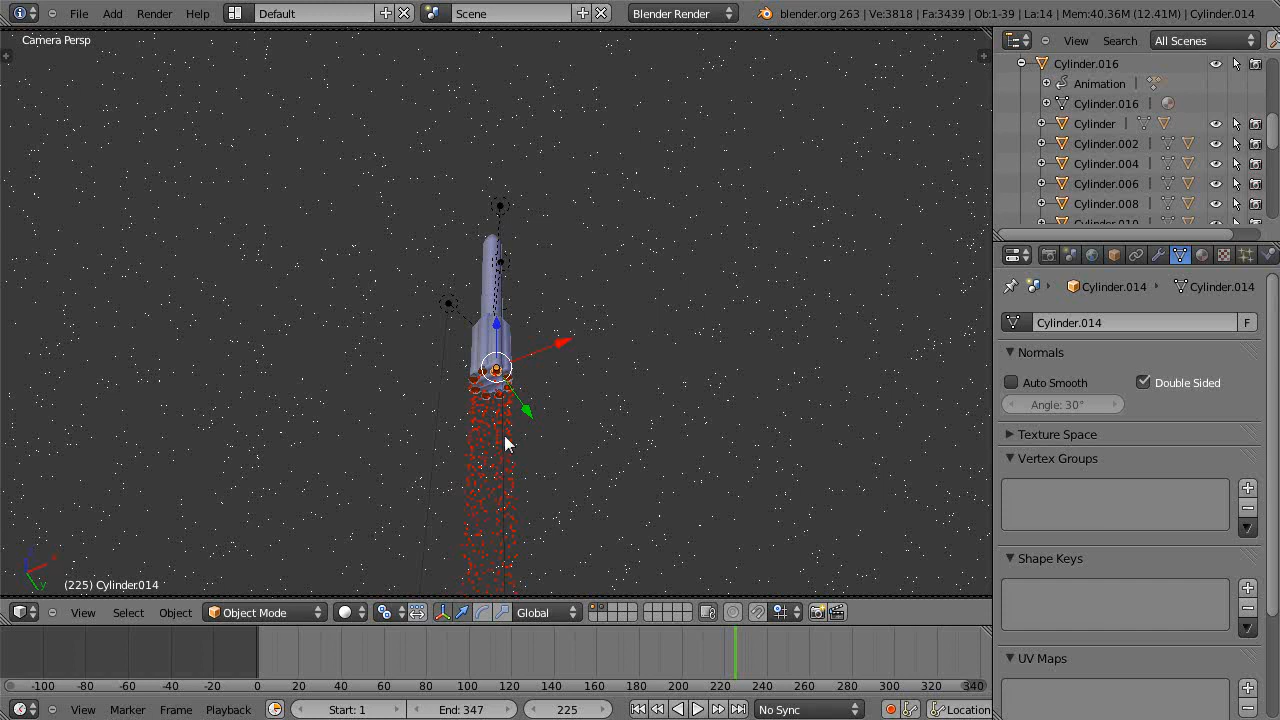 File Add Render Help Default Scene Blender Render blender.org 263 | Ve:3818 | Fa:3439 | Ob:1-39 | La:14 | Mem:40.36M (12.41M) | Cylinder.014
Camera Persp
View Search All Scenes
Cylinder.016
Animation
Cylinder.016
Cylinder
Cylinder.002
Cylinder.004
Cylinder.006
Cylinder.008
Cylinder.010
Cylinder.014 Cylinder.014
Cylinder.014 F
Normals
Auto Smooth Double Sided
Angle: 30°
Texture Space
Vertex Groups
Shape Keys
UV Maps
(225) Cylinder.014
View Select Object Object Mode Global
-100 -80 -60 -40 -20 0 20 40 60 80 100 120 140 160 180 200 220 240 260 280 300 320 340
View Marker Frame Playback Start: 1 End: 347 225 No Sync Location